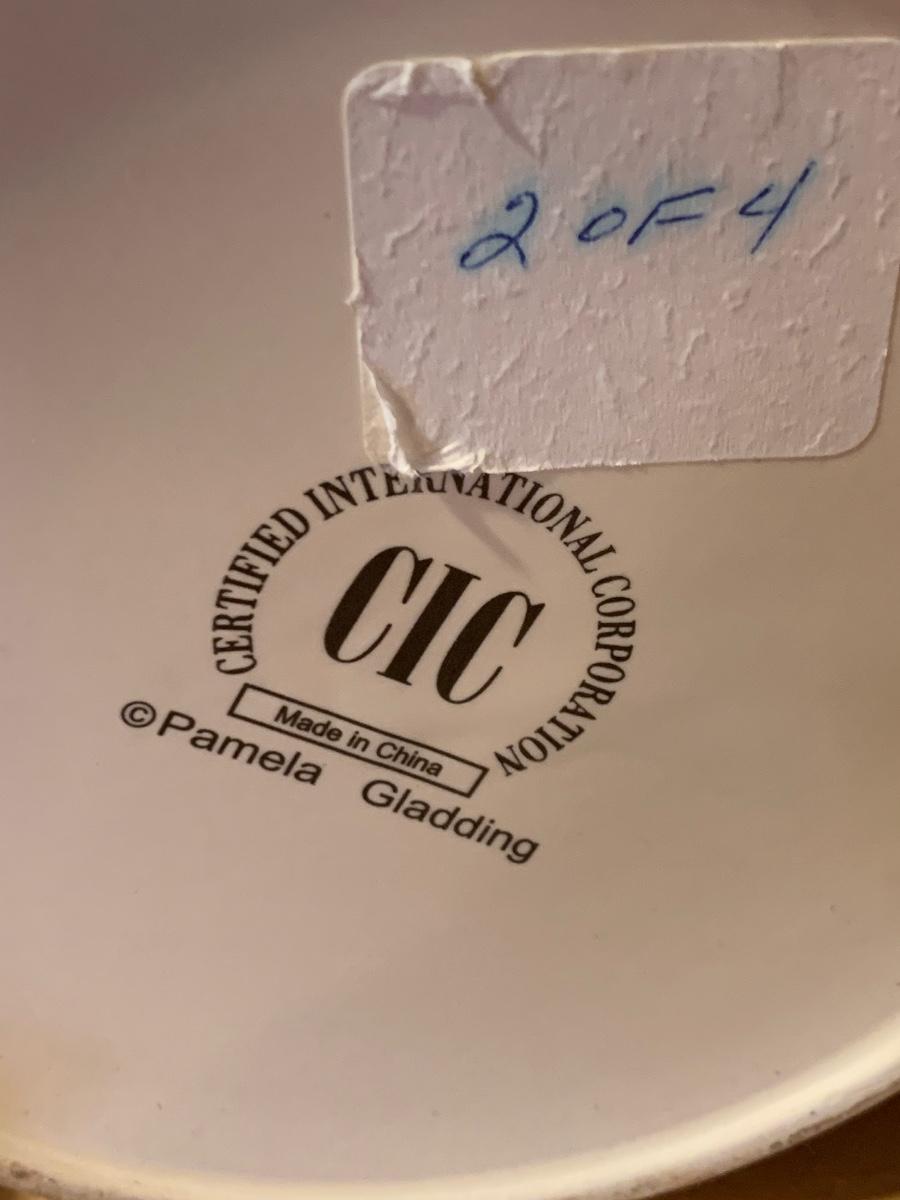 2 OF 4
CERTIFIED INTERNATIONAL CORPORATION
CIC
Made in China
©Pamela Gladding